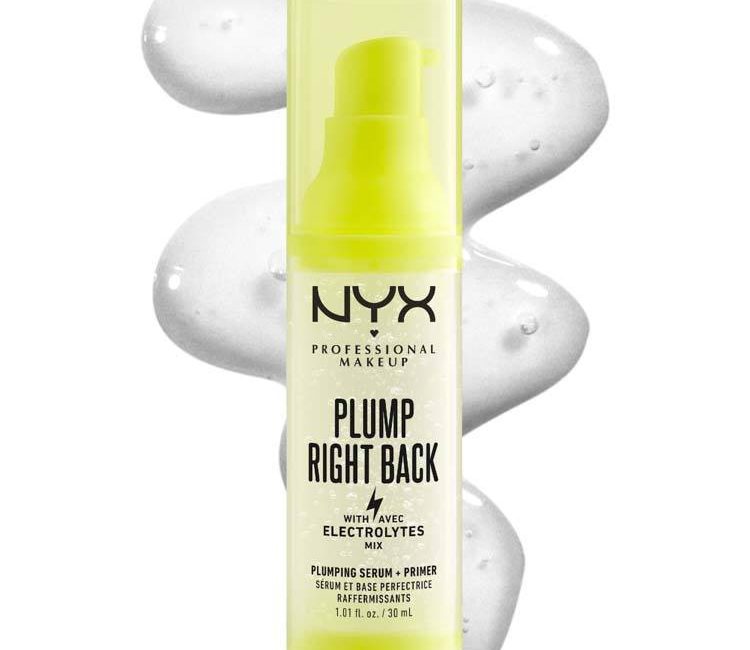 NYX
PROFESSIONAL
MAKEUP
PLUMP
RIGHT BACK
WITH AVEC
ELECTROLYTES
MIX
PLUMPING SERUM + PRIMER
SÉRUM ET BASE PERFECTRICE
RAFFERMISSANTS
1.01 fl. oz. / 30 mL